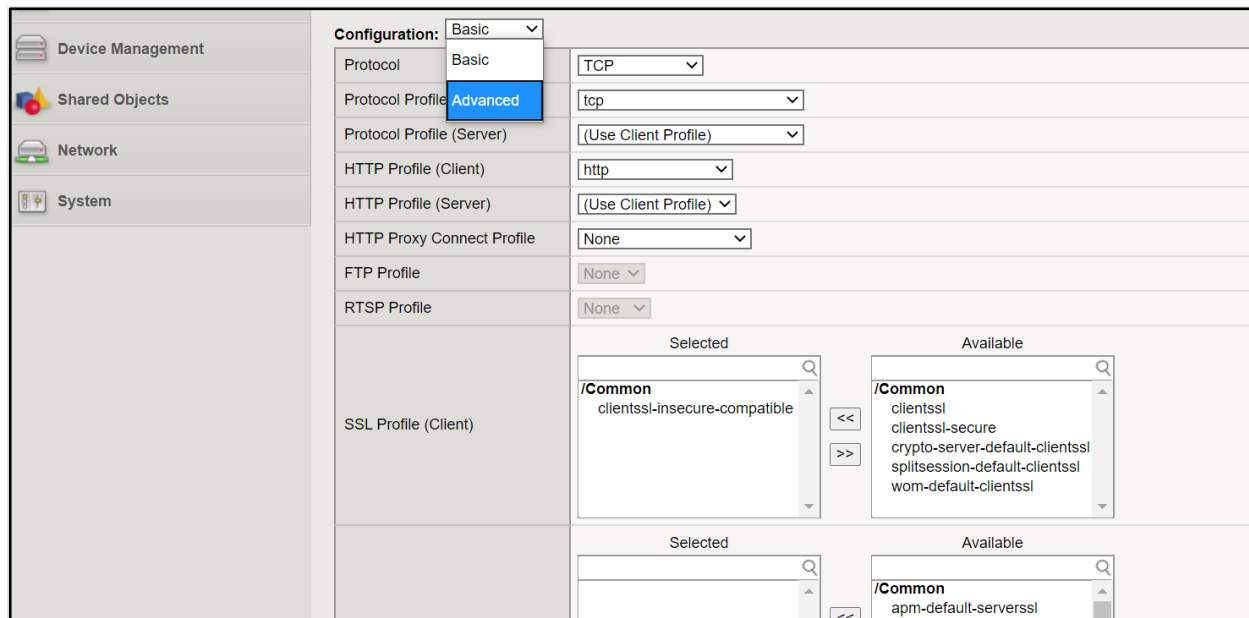 Configuration: Basic
Basic
Advanced
Device Management
Shared Objects
Network
System
Protocol TCP
Protocol Profile tcp
Protocol Profile (Server) (Use Client Profile)
HTTP Profile (Client) http
HTTP Profile (Server) (Use Client Profile)
HTTP Proxy Connect Profile None
FTP Profile None
RTSP Profile None
SSL Profile (Client)
Selected Available
/Common /Common
clientssl-insecure-compatible clientssl
<< clientssl-secure
>> crypto-server-default-clientssl
splitsession-default-clientssl
wom-default-clientssl
Selected Available
/Common
<< apm-default-serverssl